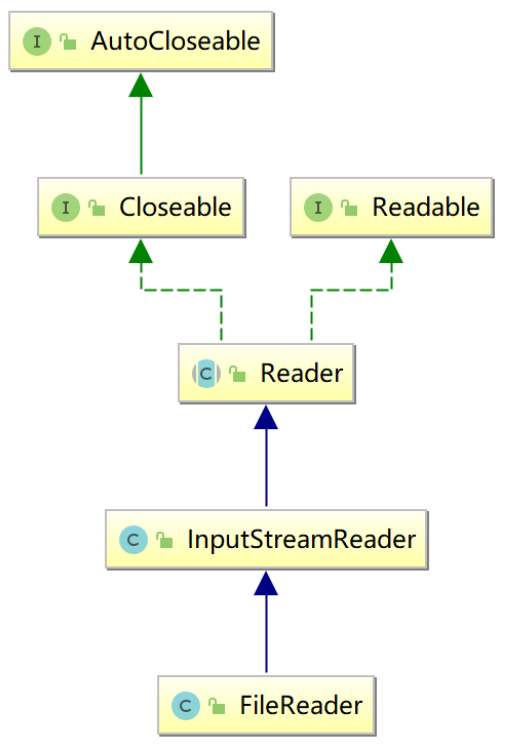 I AutoCloseable
I Closeable
I Readable
C Reader
C InputStreamReader
C FileReader